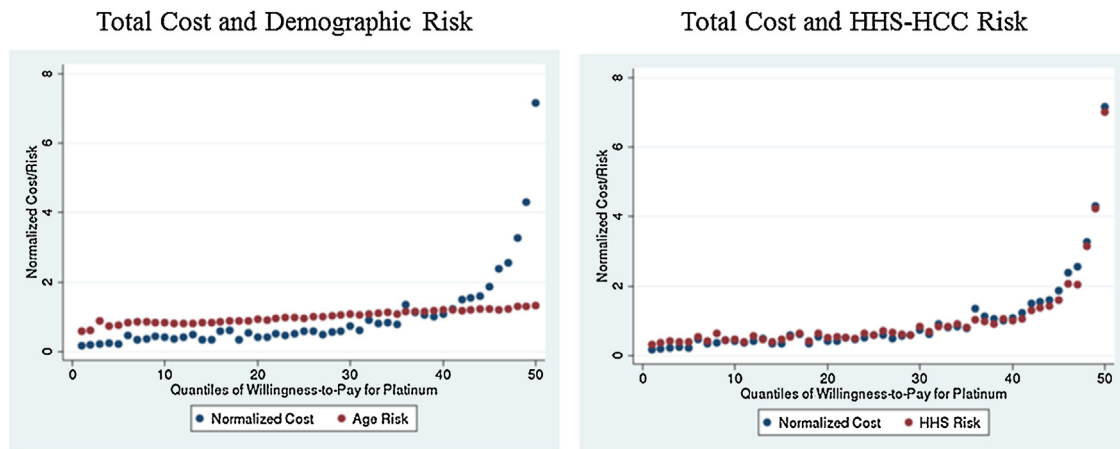 Total Cost and Demographic Risk
Normalized Cost/Risk
8
6
4
2
0
0 10 20 30 40 50
Quantiles of Willingness-to-Pay for Platinum
Normalized Cost Age Risk
Total Cost and HHS-HCC Risk
Normalized Cost/Risk
8
6
4
2
0
0 10 20 30 40 50
Quantiles of Willingness-to-Pay for Platinum
Normalized Cost HHS Risk